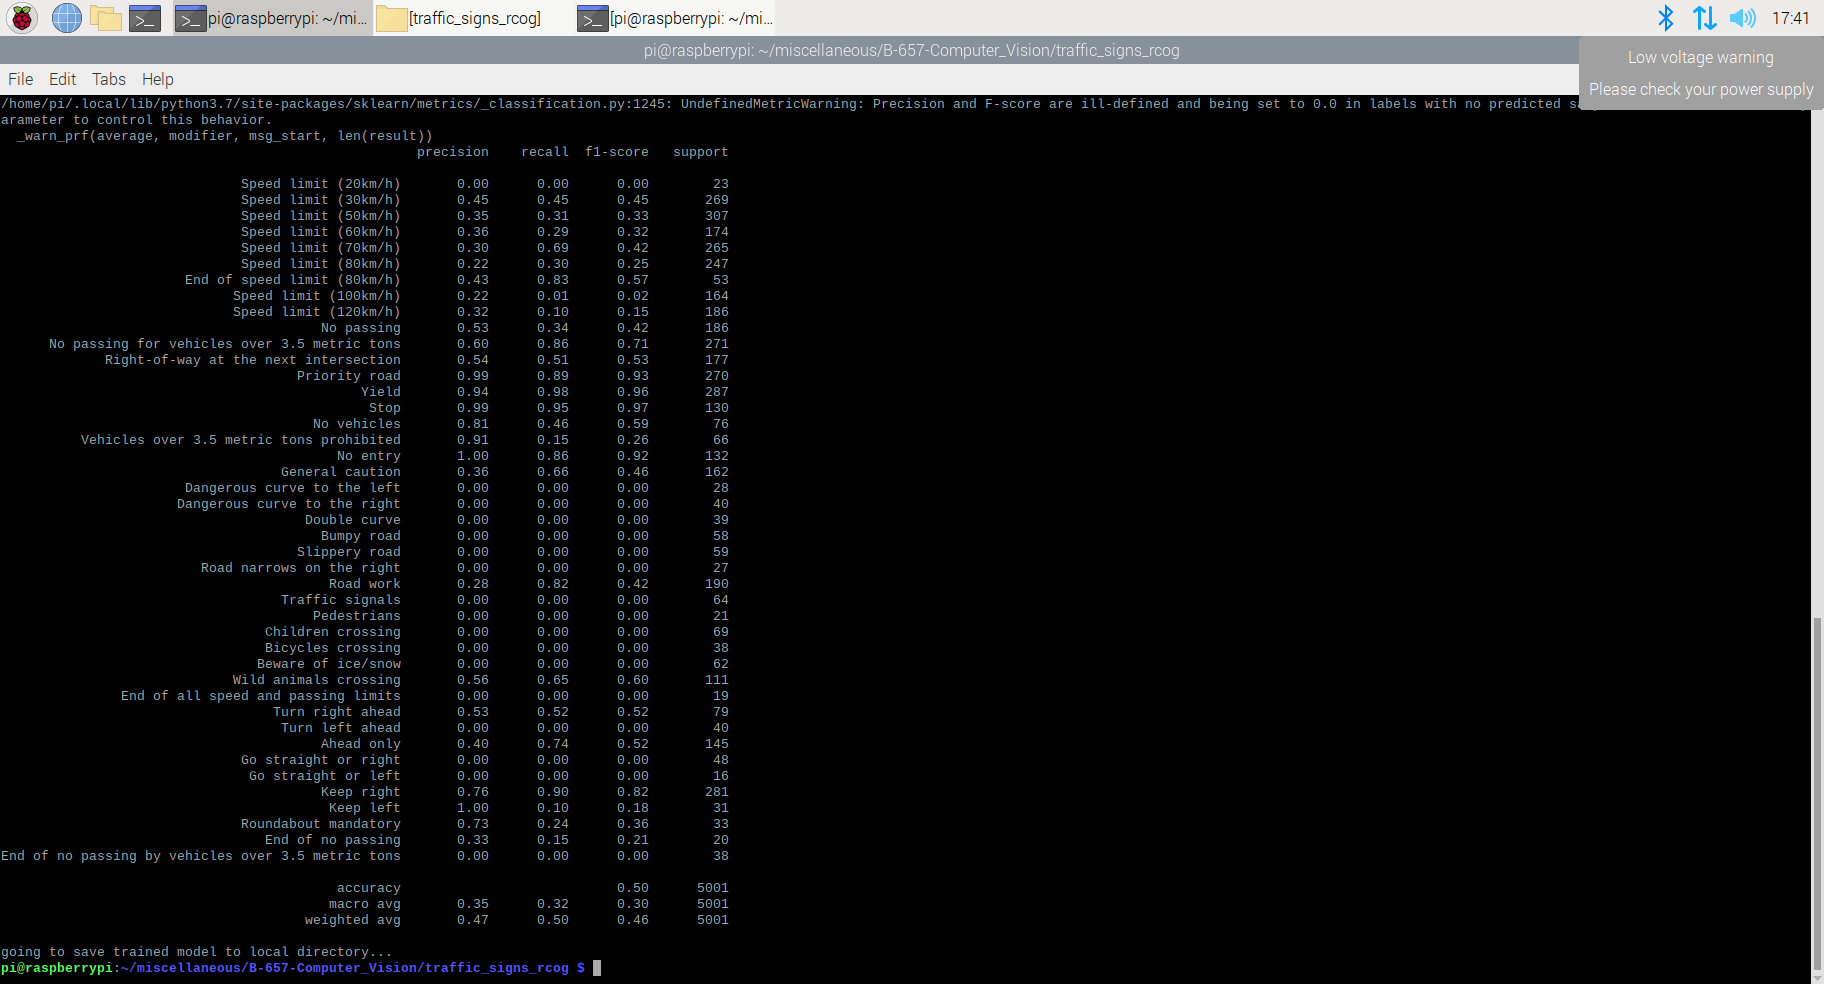 pi@raspberrypi: ~/mi...
[traffic_signs_rcog]
[pi@raspberrypi: ~/mi...
17:41
pi@raspberrypi: ~/miscellaneous/B-657-Computer_Vision/traffic_signs_rcog
Low voltage warning
Please check your power supply
File Edit Tabs Help
/home/pi/.local/lib/python3.7/site-packages/sklearn/metrics/_classification.py:1245: UndefinedMetricWarning: Precision and F-score are ill-defined and being set to 0.0 in labels with no predicted
arameter to control this behavior.
_warn_prf(average, modifier, msg_start, len(result))
precision recall f1-score support
Speed limit (20km/h) 0.00 0.00 0.00 23
Speed limit (30km/h) 0.45 0.45 0.45 269
Speed limit (50km/h) 0.35 0.31 0.33 307
Speed limit (60km/h) 0.36 0.29 0.32 174
Speed limit (70km/h) 0.30 0.69 0.42 265
Speed limit (80km/h) 0.22 0.30 0.25 247
End of speed limit (80km/h) 0.43 0.83 0.57 53
Speed limit (100km/h) 0.22 0.01 0.02 164
Speed limit (120km/h) 0.32 0.10 0.15 186
No passing 0.53 0.34 0.42 186
No passing for vehicles over 3.5 metric tons 0.60 0.86 0.71 271
Right-of-way at the next intersection 0.54 0.51 0.53 177
Priority road 0.99 0.89 0.93 270
Yield 0.94 0.98 0.96 287
Stop 0.99 0.95 0.97 130
No vehicles 0.81 0.46 0.59 76
Vehicles over 3.5 metric tons prohibited 0.91 0.15 0.26 66
No entry 1.00 0.86 0.92 132
General caution 0.36 0.66 0.46 162
Dangerous curve to the left 0.00 0.00 0.00 28
Dangerous curve to the right 0.00 0.00 0.00 40
Double curve 0.00 0.00 0.00 39
Bumpy road 0.00 0.00 0.00 58
Slippery road 0.00 0.00 0.00 59
Road narrows on the right 0.00 0.00 0.00 27
Road work 0.28 0.82 0.42 190
Traffic signals 0.00 0.00 0.00 64
Pedestrians 0.00 0.00 0.00 21
Children crossing 0.00 0.00 0.00 69
Bicycles crossing 0.00 0.00 0.00 38
Beware of ice/snow 0.00 0.00 0.00 62
Wild animals crossing 0.56 0.65 0.60 111
End of all speed and passing limits 0.00 0.00 0.00 19
Turn right ahead 0.53 0.52 0.52 79
Turn left ahead 0.00 0.00 0.00 40
Ahead only 0.40 0.74 0.52 145
Go straight or right 0.00 0.00 0.00 48
Go straight or left 0.00 0.00 0.00 16
Keep right 0.76 0.90 0.82 281
Keep left 1.00 0.10 0.18 31
Roundabout mandatory 0.73 0.24 0.36 33
End of no passing 0.33 0.15 0.21 20
End of no passing by vehicles over 3.5 metric tons 0.00 0.00 0.00 38
accuracy 0.50 5001
macro avg 0.35 0.32 0.30 5001
weighted avg 0.47 0.50 0.46 5001
going to save trained model to local directory...
pi@raspberrypi:~/miscellaneous/B-657-Computer_Vision/traffic_signs_rcog $